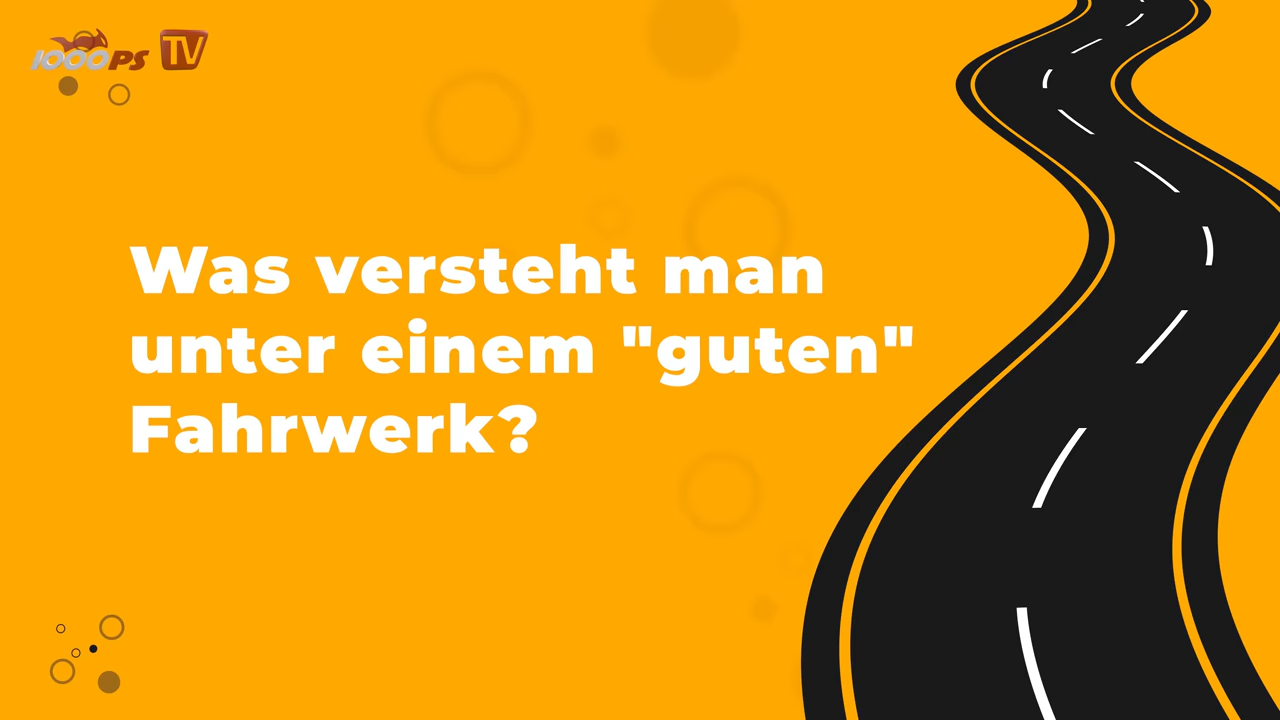 1000PS TV
Was versteht man
unter einem "guten"
Fahrwerk?